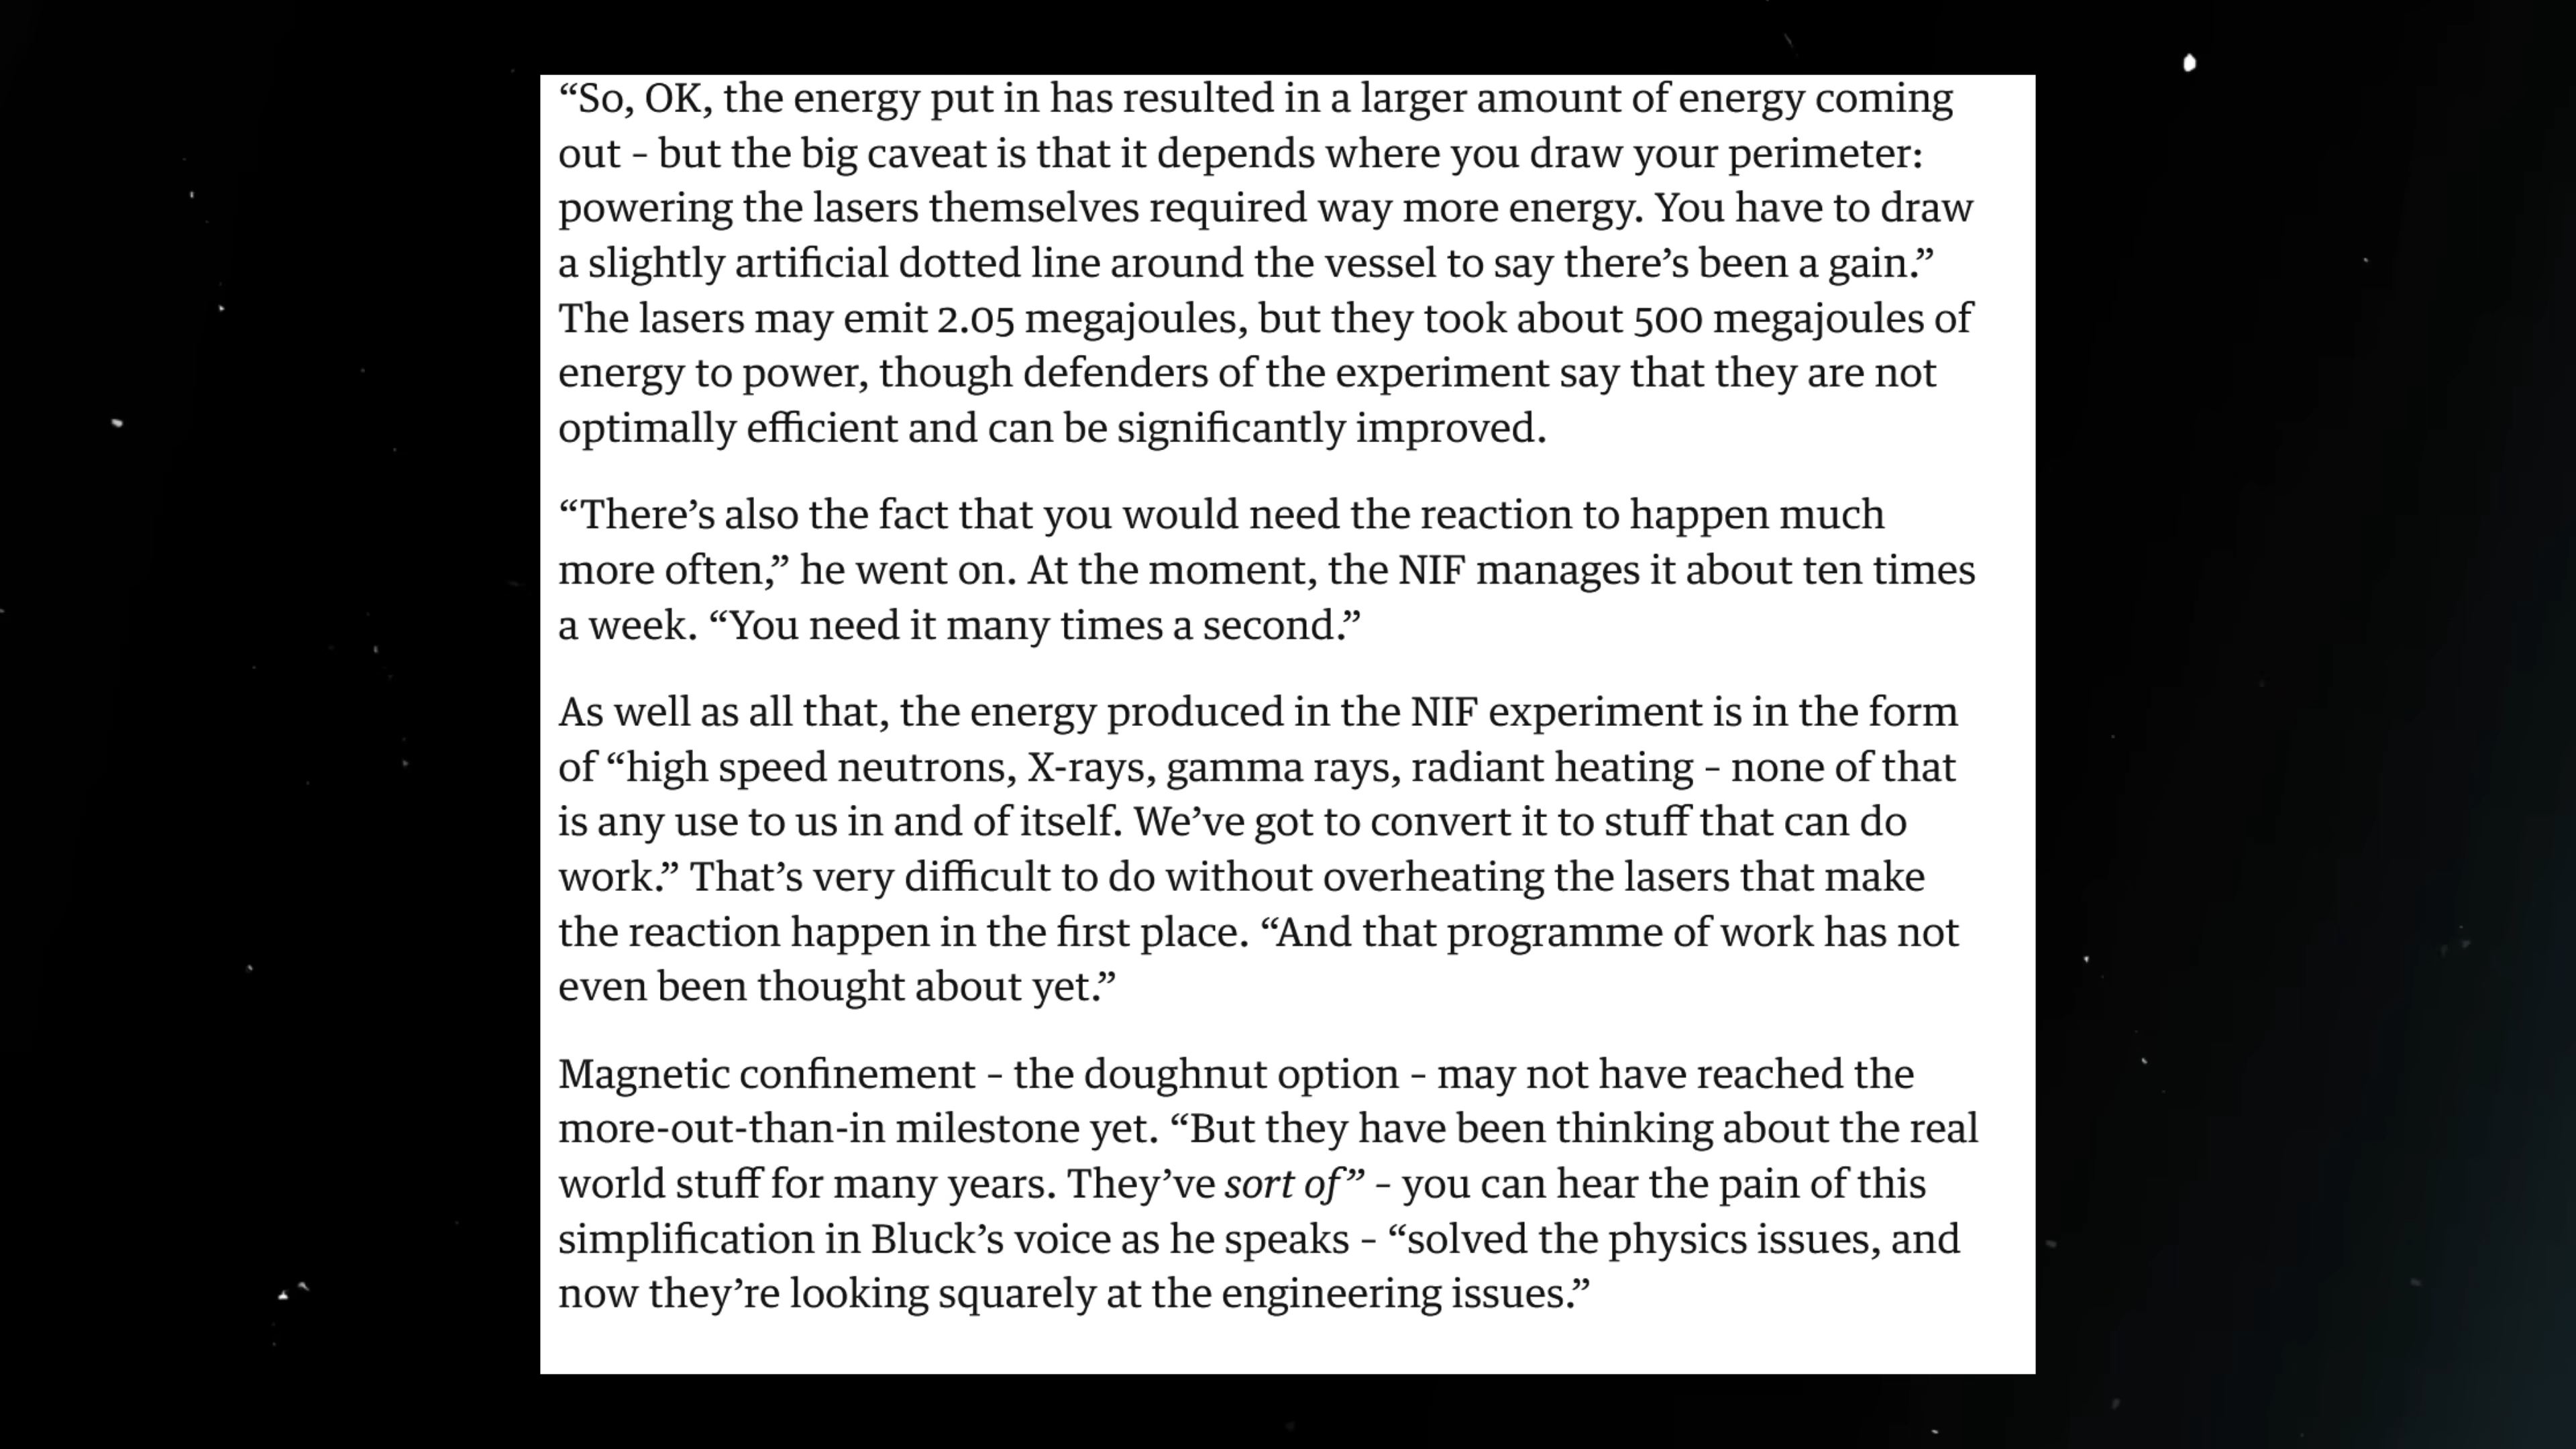 “So, OK, the energy put in has resulted in a larger amount of energy coming
out – but the big caveat is that it depends where you draw your perimeter:
powering the lasers themselves required way more energy. You have to draw
a slightly artificial dotted line around the vessel to say there’s been a gain.”
The lasers may emit 2.05 megajoules, but they took about 500 megajoules of
energy to power, though defenders of the experiment say that they are not
optimally efficient and can be significantly improved.
“There’s also the fact that you would need the reaction to happen much
more often,” he went on. At the moment, the NIF manages it about ten times
a week. “You need it many times a second.”
As well as all that, the energy produced in the NIF experiment is in the form
of “high speed neutrons, X-rays, gamma rays, radiant heating – none of that
is any use to us in and of itself. We’ve got to convert it to stuff that can do
work.” That’s very difficult to do without overheating the lasers that make
the reaction happen in the first place. “And that programme of work has not
even been thought about yet.”
Magnetic confinement – the doughnut option – may not have reached the
more-out-than-in milestone yet. “But they have been thinking about the real
world stuff for many years. They’ve sort of” – you can hear the pain of this
simplification in Bluck’s voice as he speaks – “solved the physics issues, and
now they’re looking squarely at the engineering issues.”